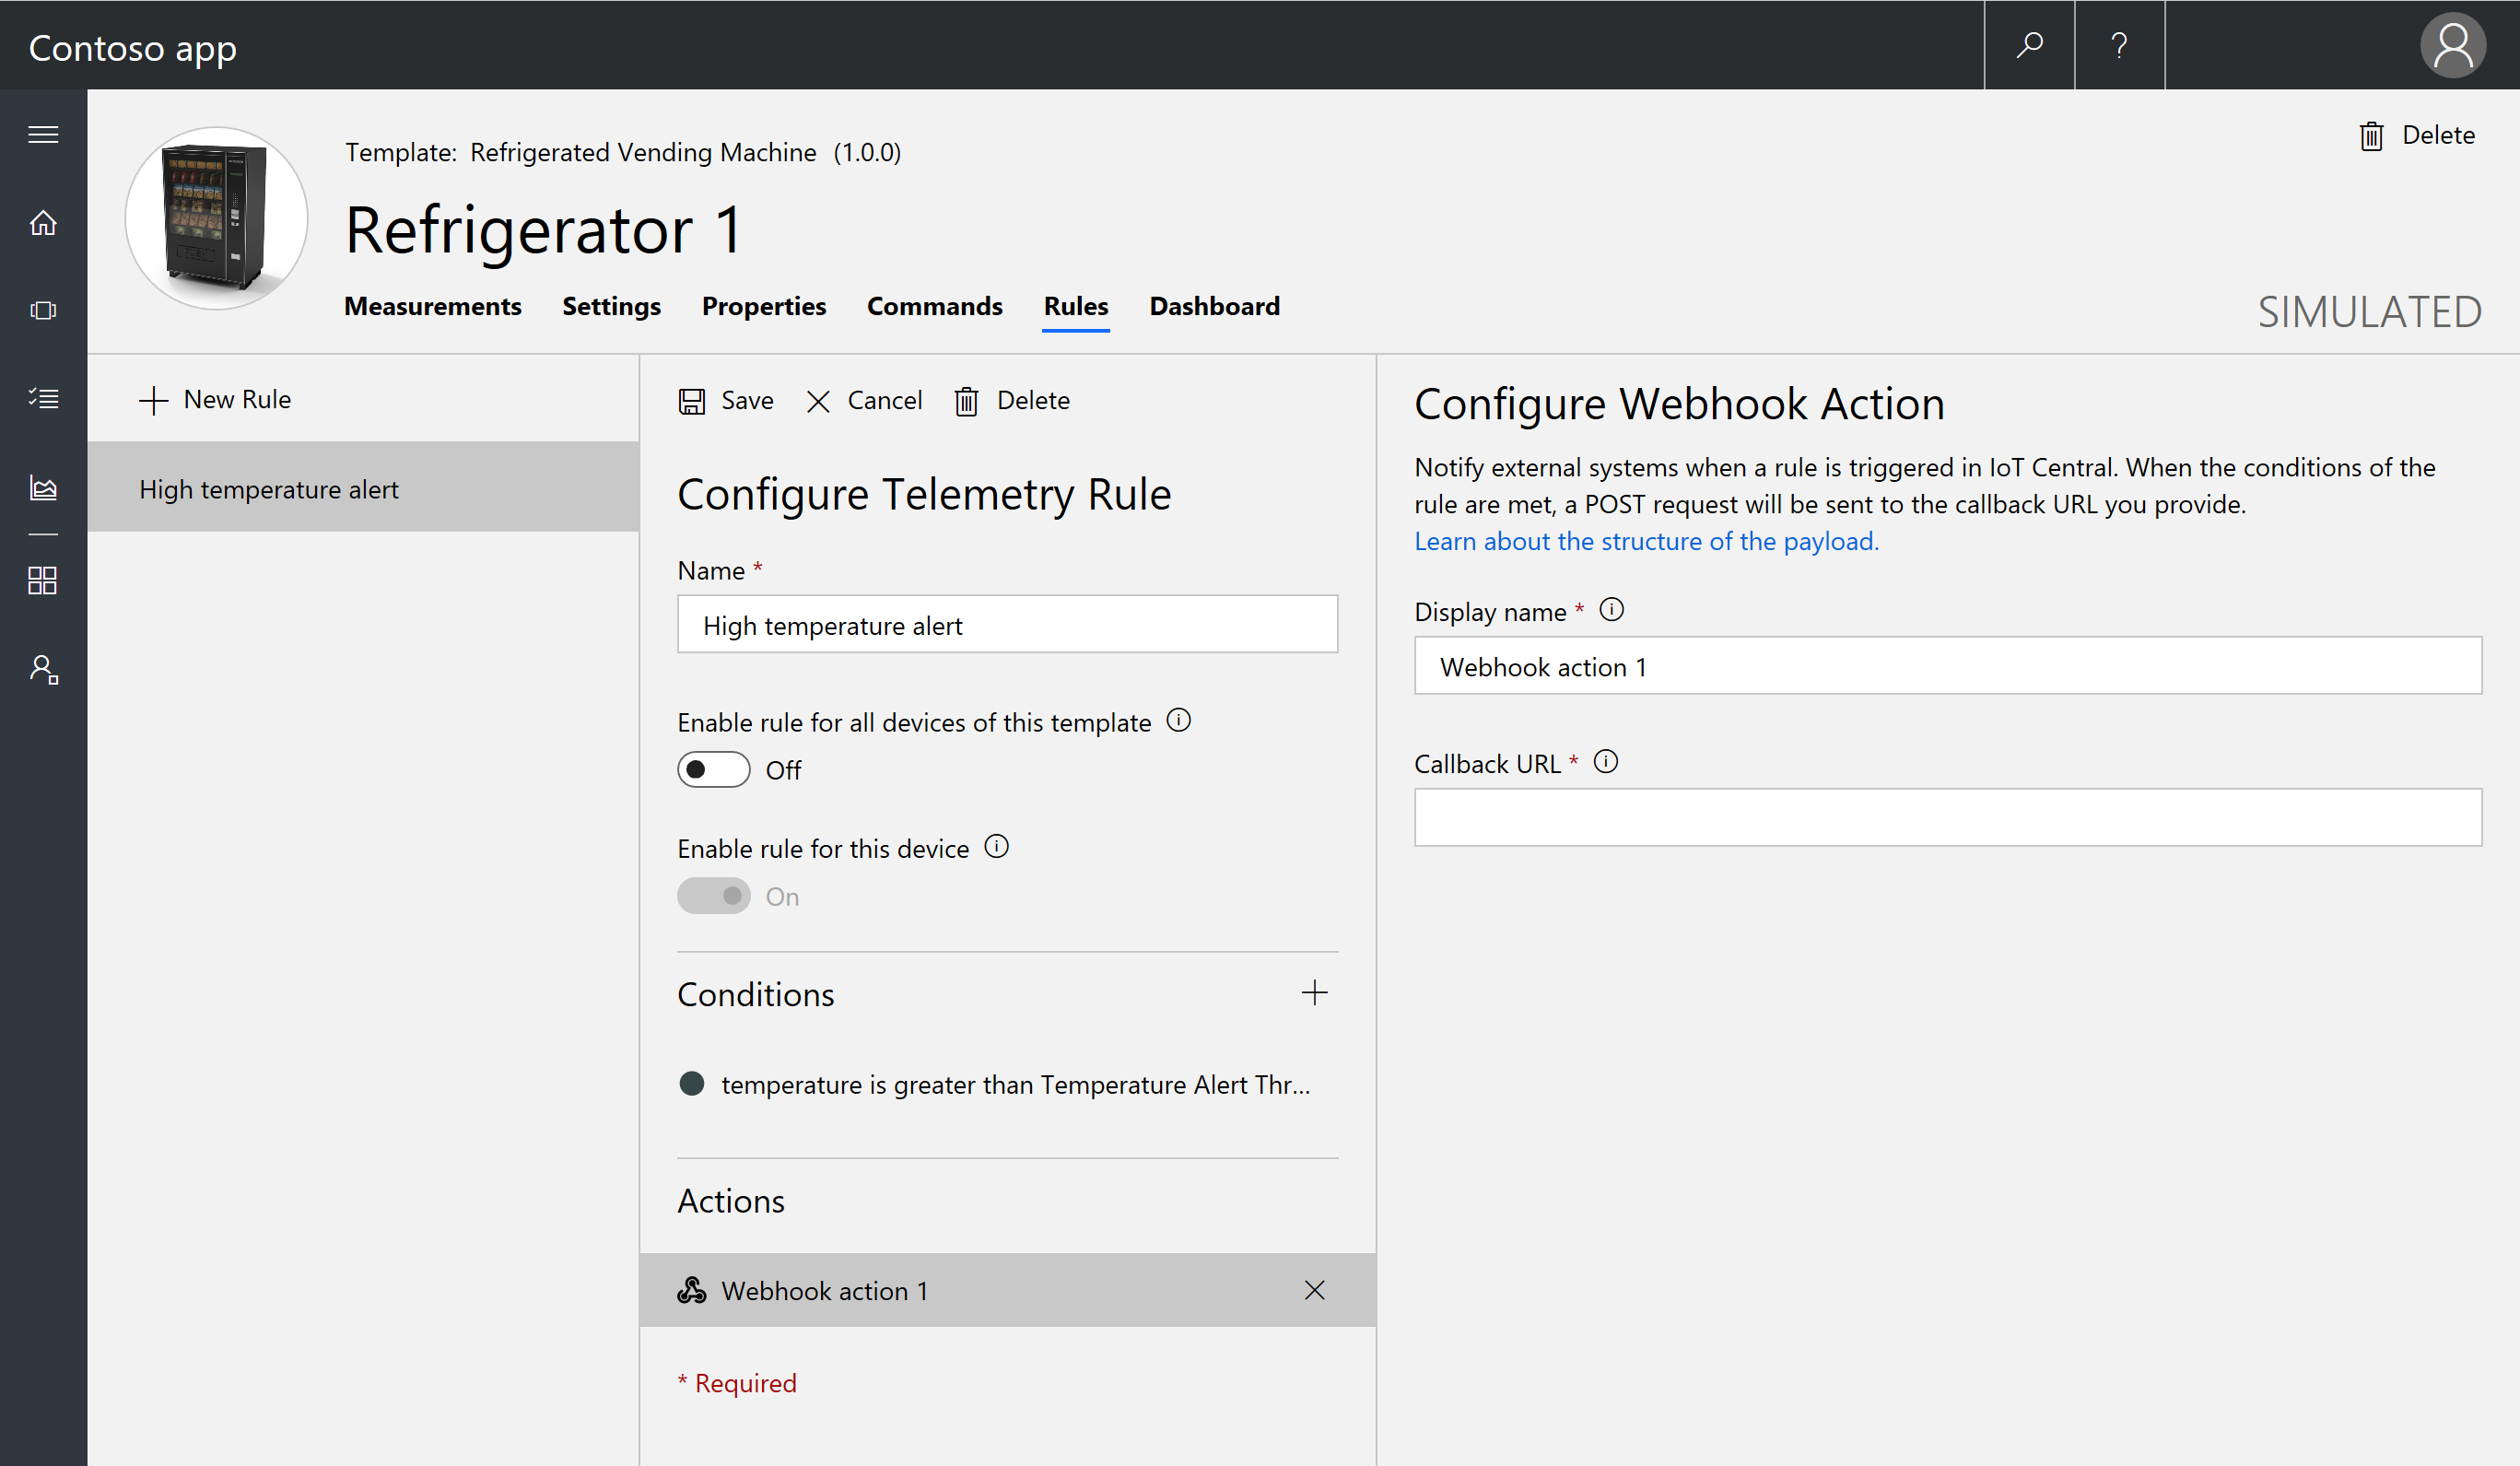 Contoso app
Template: Refrigerated Vending Machine (1.0.0)
Delete
Refrigerator 1
Measurements Settings Properties Commands Rules Dashboard
SIMULATED
New Rule
High temperature alert
Save Cancel Delete
Configure Telemetry Rule
Name *
High temperature alert
Enable rule for all devices of this template
Off
Enable rule for this device
On
Conditions
temperature is greater than Temperature Alert Thr...
Actions
Webhook action 1
* Required
Configure Webhook Action
Notify external systems when a rule is triggered in IoT Central. When the conditions of the
rule are met, a POST request will be sent to the callback URL you provide.
Learn about the structure of the payload.
Display name *
Webhook action 1
Callback URL *